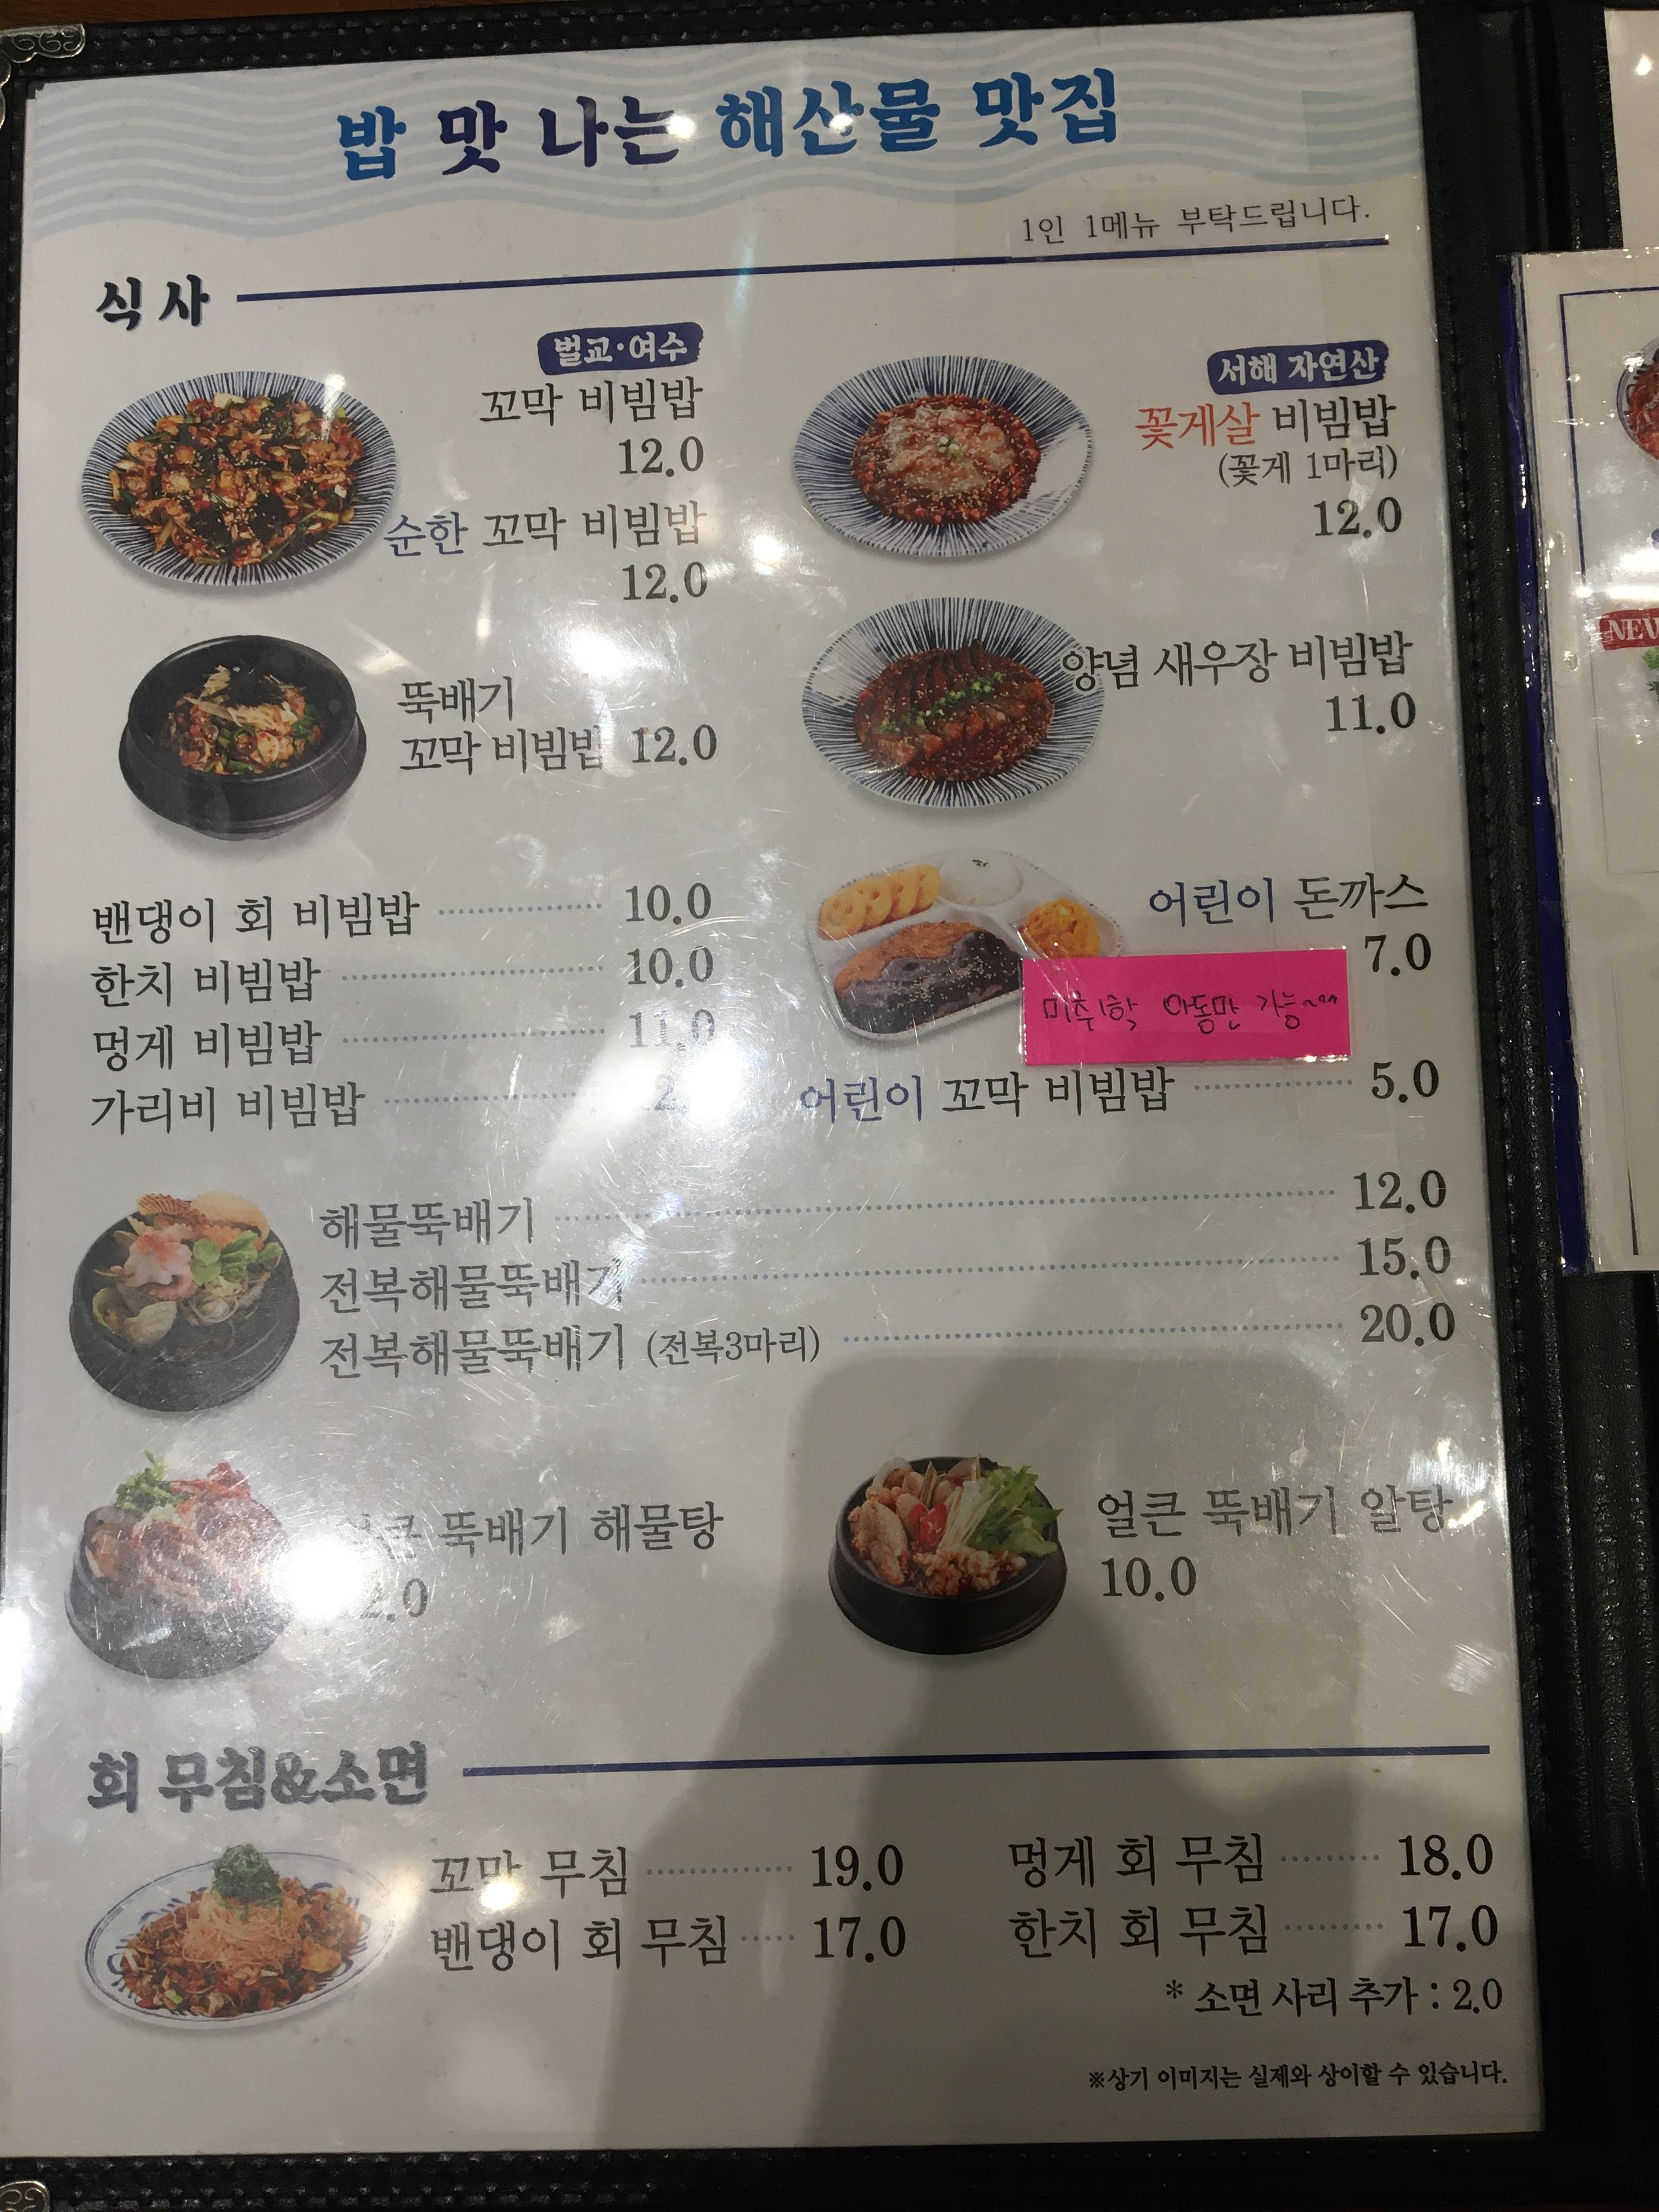 밥 맛 나는 해산물 맛집
1인 1메뉴 부탁드립니다.
식사
벌교·여수
꼬막 비빔밥
12.0
순한 꼬막 비빔밥
12.0
뚝배기
꼬막 비빔밥 12.0
밴댕이 회 비빔밥 10.0
한치 비빔밥 10.0
멍게 비빔밥 11.0
가리비 비빔밥
서해 자연산
꽃게살 비빔밥
(꽃게 1마리)
12.0
양념 새우장 비빔밥
11.0
어린이 돈까스
7.0
미취학 아동만 가능~
어린이 꼬막 비빔밥 5.0
해물뚝배기 12.0
전복해물뚝배기 15.0
전복해물뚝배기 (전복3마리) 20.0
뚝배기 해물탕
얼큰 뚝배기 알탕
10.0
회 무침&소면
꼬막 무침 19.0
밴댕이 회 무침 17.0
멍게 회 무침 18.0
한치 회 무침 17.0
* 소면 사리 추가 : 2.0
※상기 이미지는 실제와 상이할 수 있습니다.
NEW